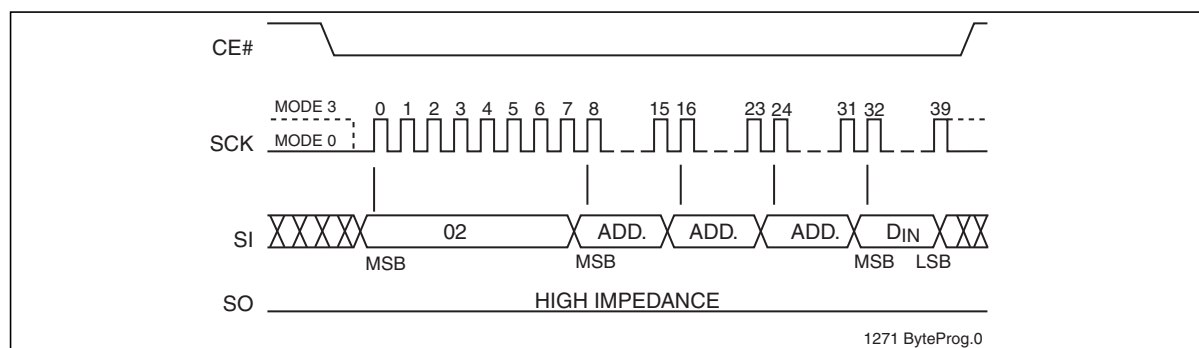 CE#
MODE 3
0 1 2 3 4 5 6 7 8 15 16 23 24 31 32 39
SCK
MODE 0
SI
02 ADD. ADD. ADD. DIN
MSB MSB MSB LSB
SO
HIGH IMPEDANCE
1271 ByteProg.0